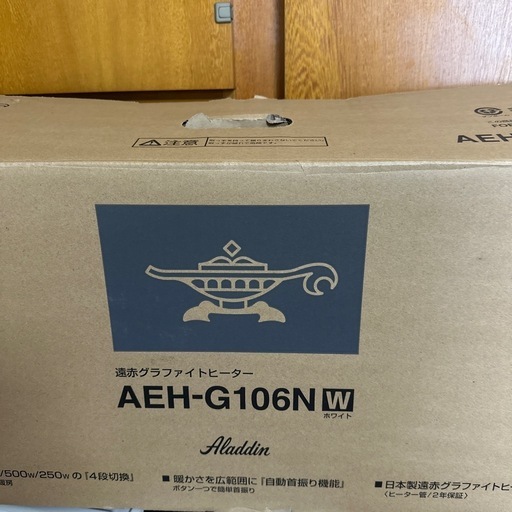 AEH-
注意
遠赤グラファイトヒーター
AEH-G106N W
ホワイト
Aladdin
/500W/250Wの「4段切換」
■ 暖かさを広範囲に「自動首振り機能」
ボタン一つで簡単首振り
■ 日本製遠赤グラファイトヒ
〈ヒーター管/2年保証〉